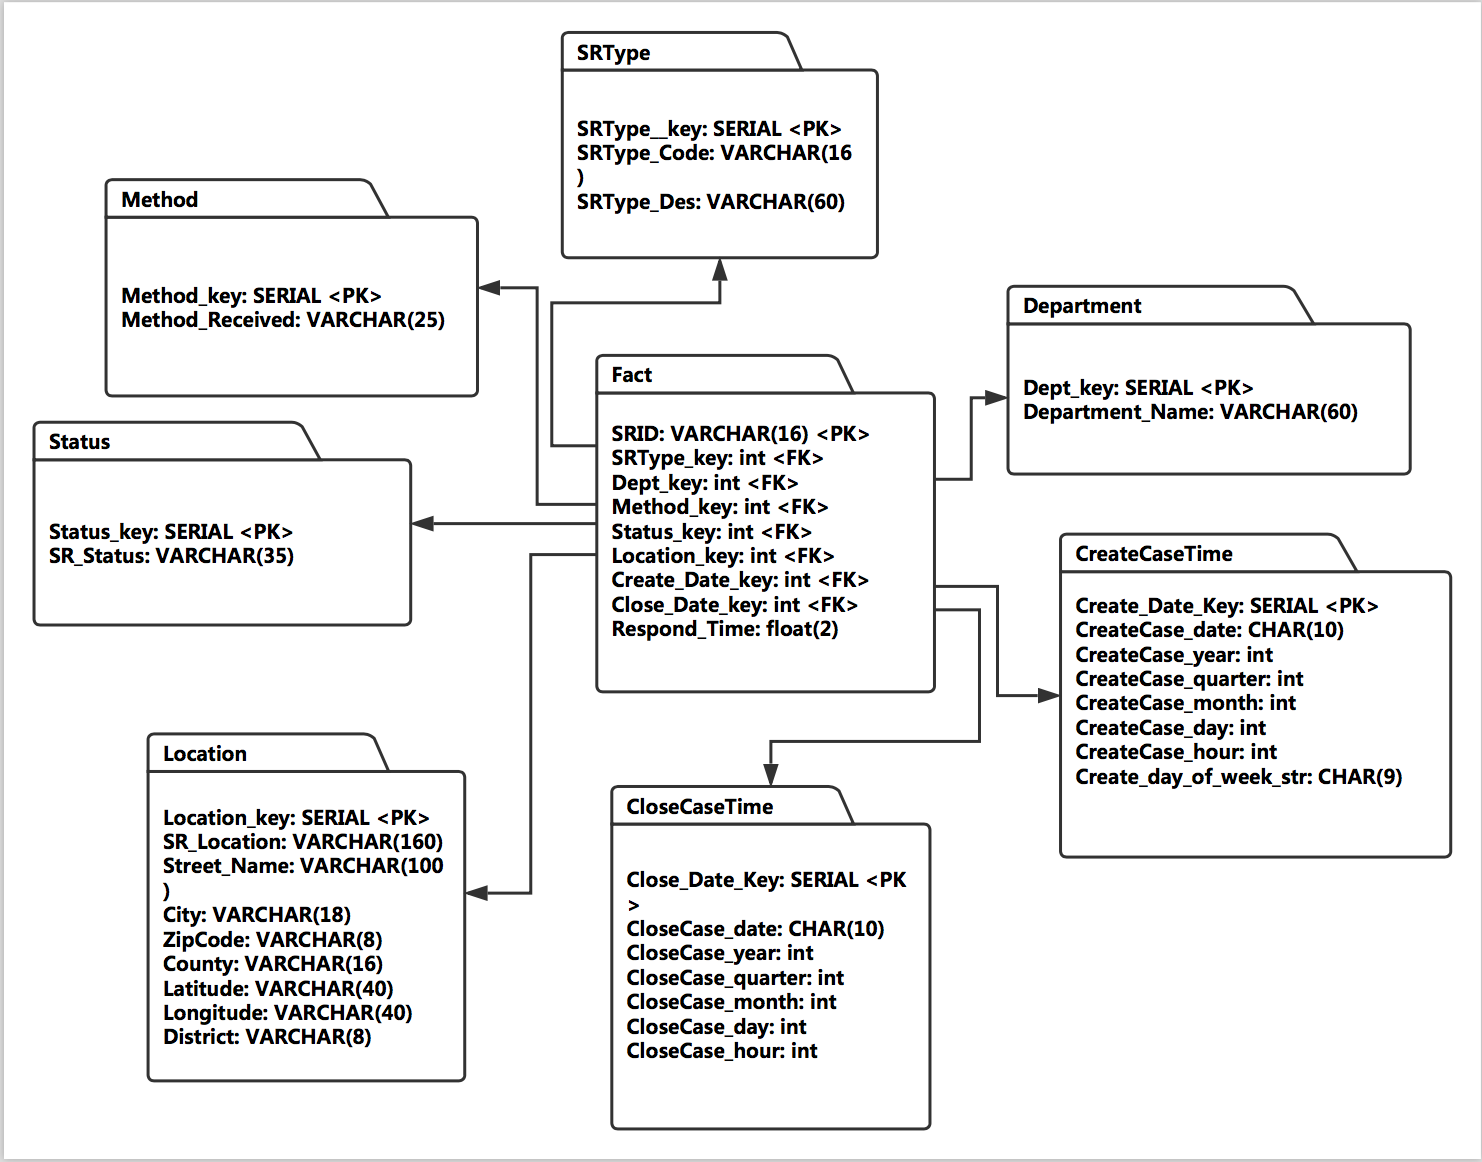 SRType
SRType__key: SERIAL <PK>
SRType_Code: VARCHAR(16
)
SRType_Des: VARCHAR(60)
Method
Method_key: SERIAL <PK>
Method_Received: VARCHAR(25)
Department
Dept_key: SERIAL <PK>
Department_Name: VARCHAR(60)
Fact
SRID: VARCHAR(16) <PK>
SRType_key: int <FK>
Dept_key: int <FK>
Method_key: int <FK>
Status_key: int <FK>
Location_key: int <FK>
Create_Date_key: int <FK>
Close_Date_key: int <FK>
Respond_Time: float(2)
Status
Status_key: SERIAL <PK>
SR_Status: VARCHAR(35)
CreateCaseTime
Create_Date_Key: SERIAL <PK>
CreateCase_date: CHAR(10)
CreateCase_year: int
CreateCase_quarter: int
CreateCase_month: int
CreateCase_day: int
CreateCase_hour: int
Create_day_of_week_str: CHAR(9)
Location
Location_key: SERIAL <PK>
SR_Location: VARCHAR(160)
Street_Name: VARCHAR(100
)
City: VARCHAR(18)
ZipCode: VARCHAR(8)
County: VARCHAR(16)
Latitude: VARCHAR(40)
Longitude: VARCHAR(40)
District: VARCHAR(8)
CloseCaseTime
Close_Date_Key: SERIAL <PK
>
CloseCase_date: CHAR(10)
CloseCase_year: int
CloseCase_quarter: int
CloseCase_month: int
CloseCase_day: int
CloseCase_hour: int